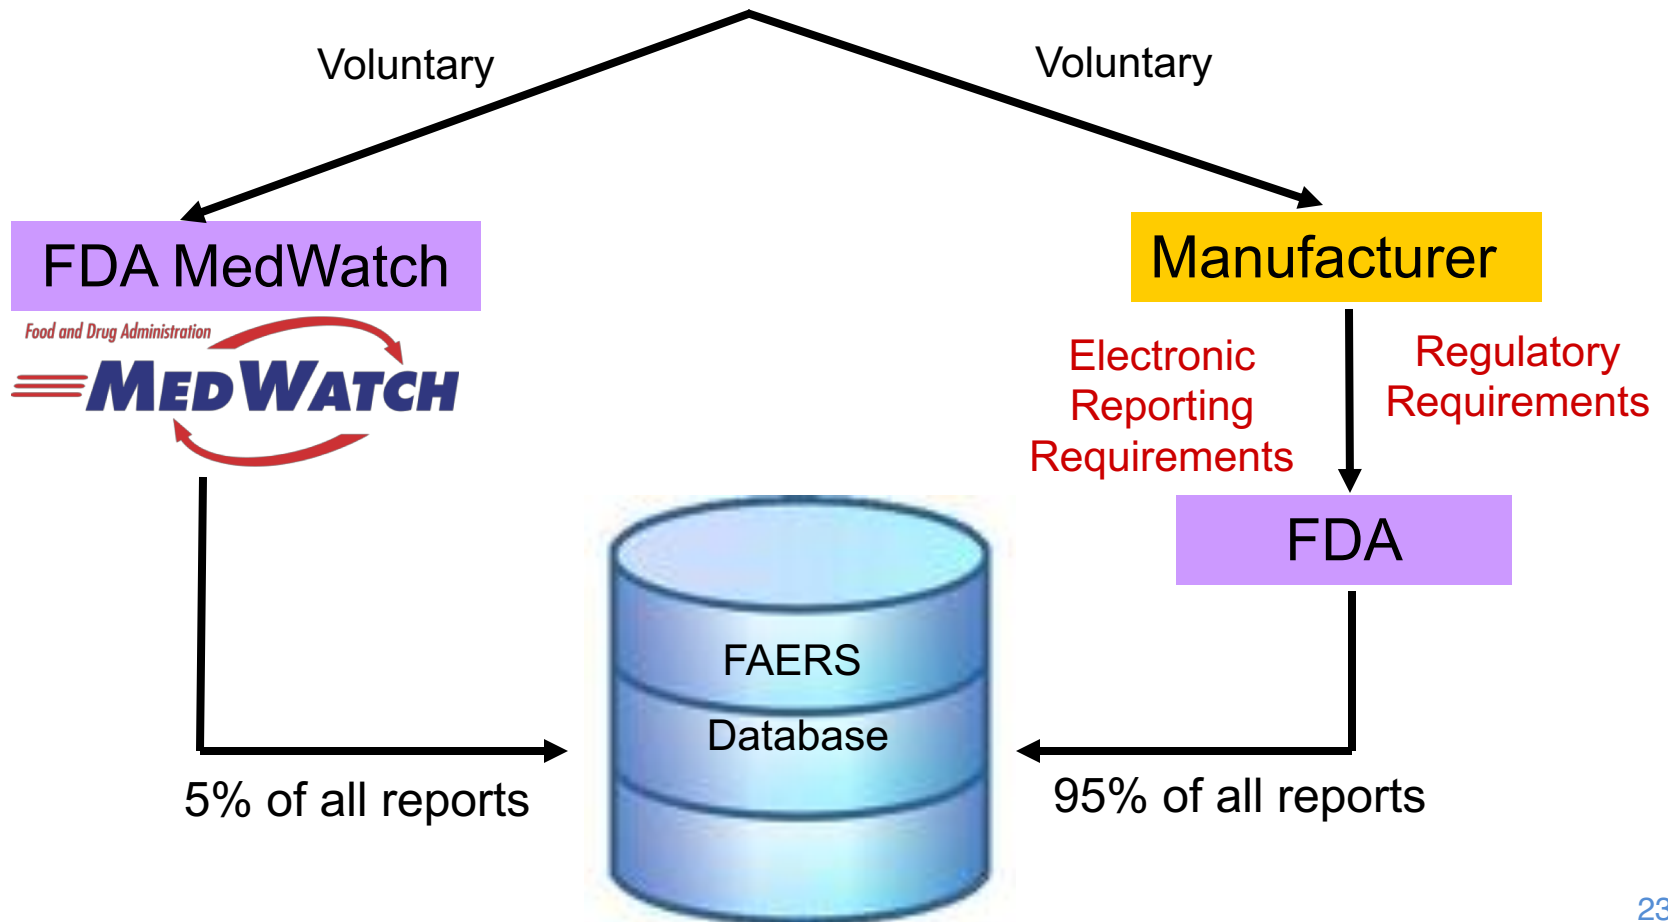 Voluntary
Voluntary
FDA MedWatch
Manufacturer
Food and Drug Administration
MEDWATCH
Electronic
Reporting
Requirements
Regulatory
Requirements
FDA
FAERS
Database
5% of all reports
95% of all reports
23